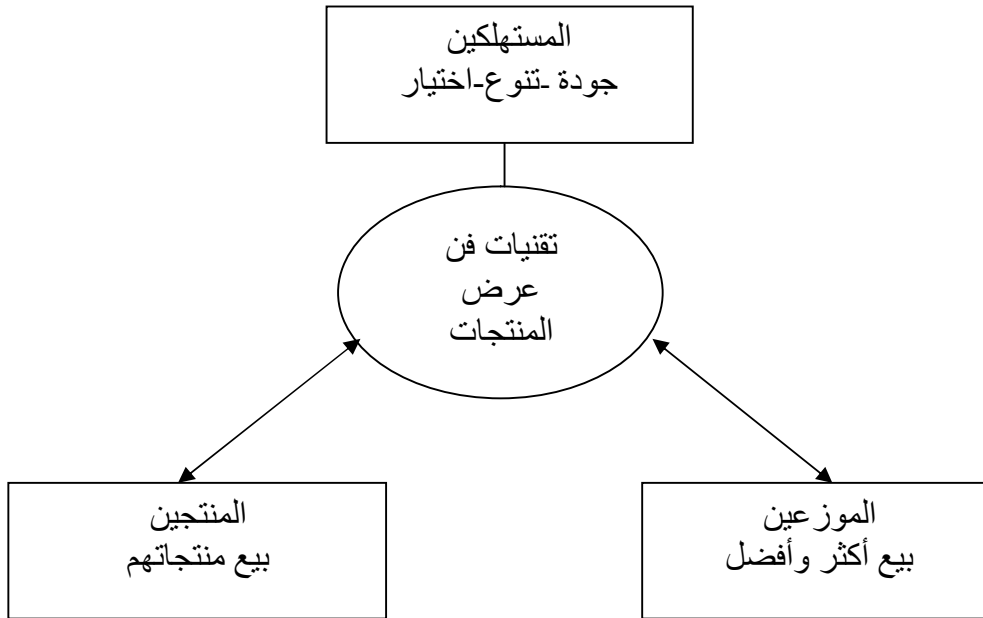 المستهلكين
جودة -تنوع-اختيار
تقنيات فن
عرض
المنتجات
المنتجين
بيع منتجاتهم
الموزعين
بيع أكثر وأفضل